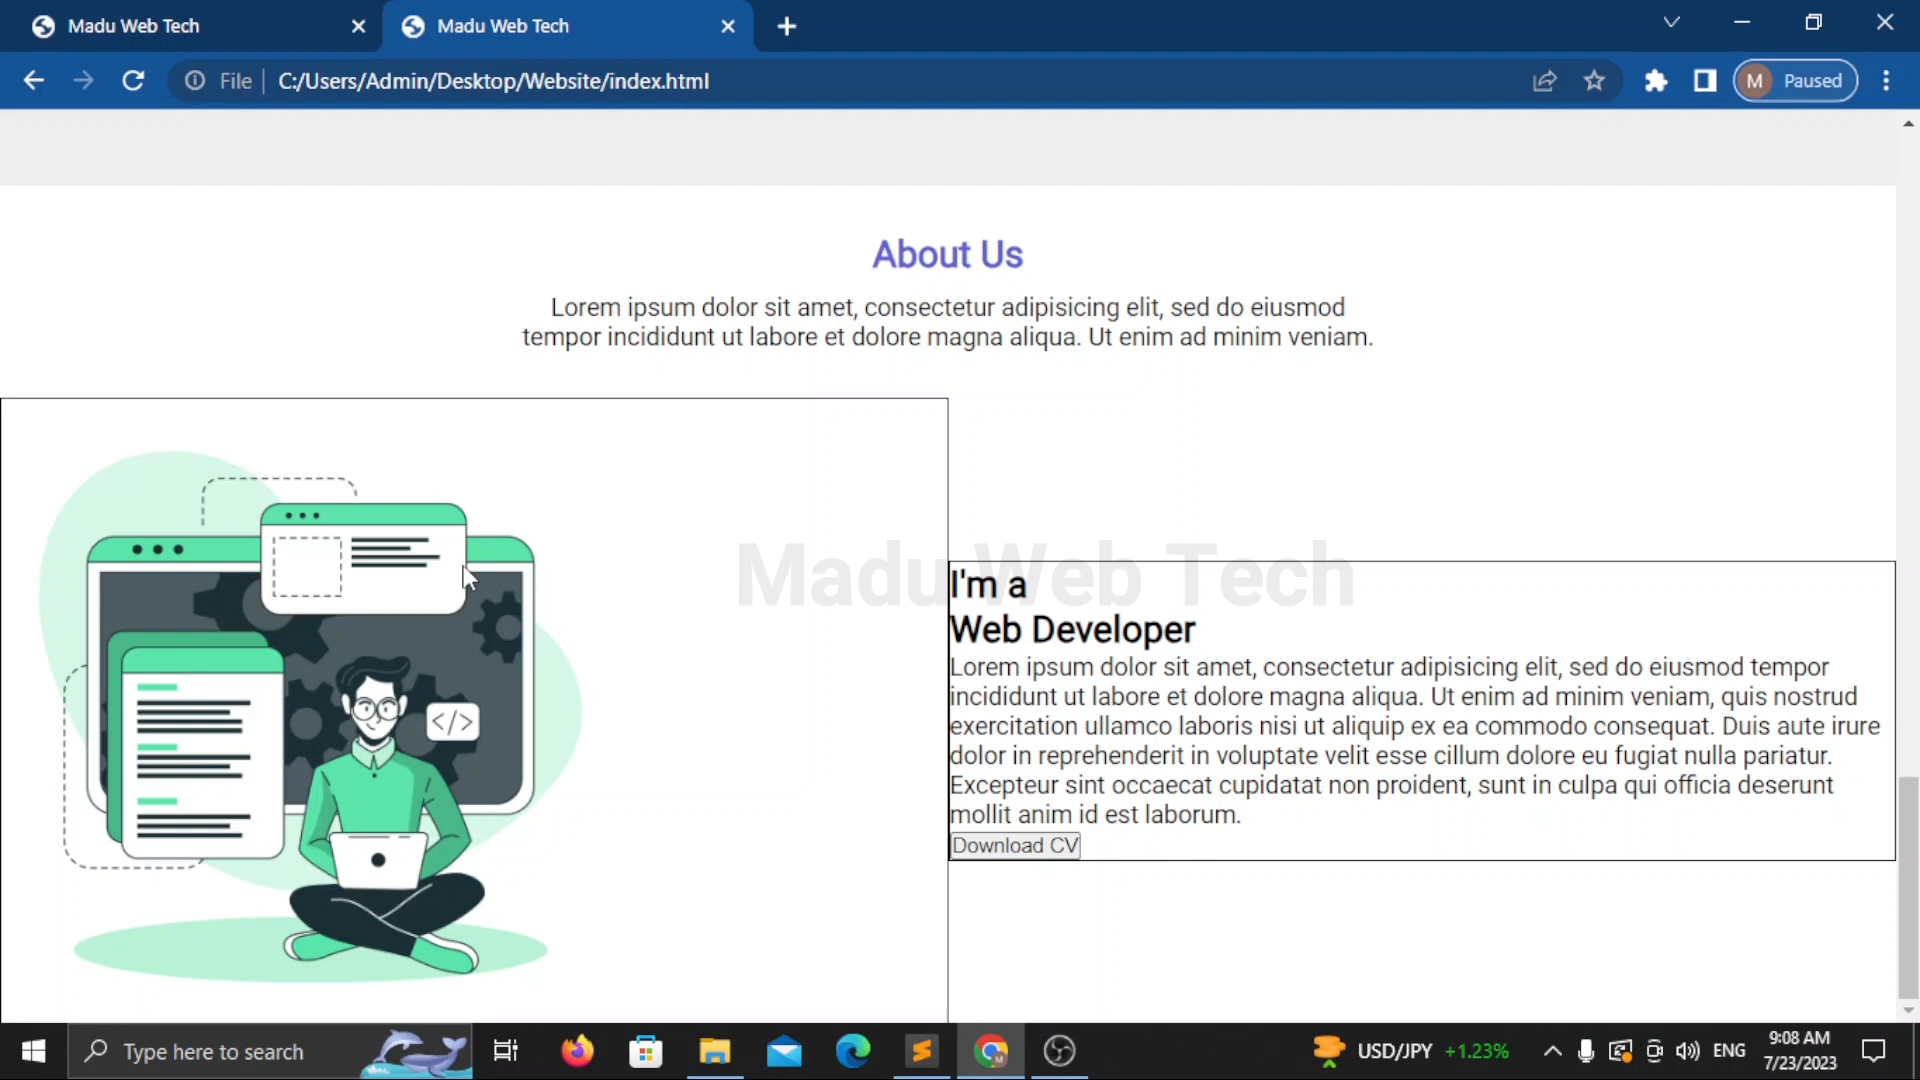 Madu Web Tech
Madu Web Tech
File
C:/Users/Admin/Desktop/Website/index.html
M
Paused
About Us
Lorem ipsum dolor sit amet, consectetur adipisicing elit, sed do eiusmod
tempor incididunt ut labore et dolore magna aliqua. Ut enim ad minim veniam.
</>
Madu Web Tech
I'm a
Web Developer
Lorem ipsum dolor sit amet, consectetur adipisicing elit, sed do eiusmod tempor
incididunt ut labore et dolore magna aliqua. Ut enim ad minim veniam, quis nostrud
exercitation ullamco laboris nisi ut aliquip ex ea commodo consequat. Duis aute irure
dolor in reprehenderit in voluptate velit esse cillum dolore eu fugiat nulla pariatur.
Excepteur sint occaecat cupidatat non proident, sunt in culpa qui officia deserunt
mollit anim id est laborum.
Download CV
Type here to search
USD/JPY +1.23%
ENG
9:08 AM
7/23/2023